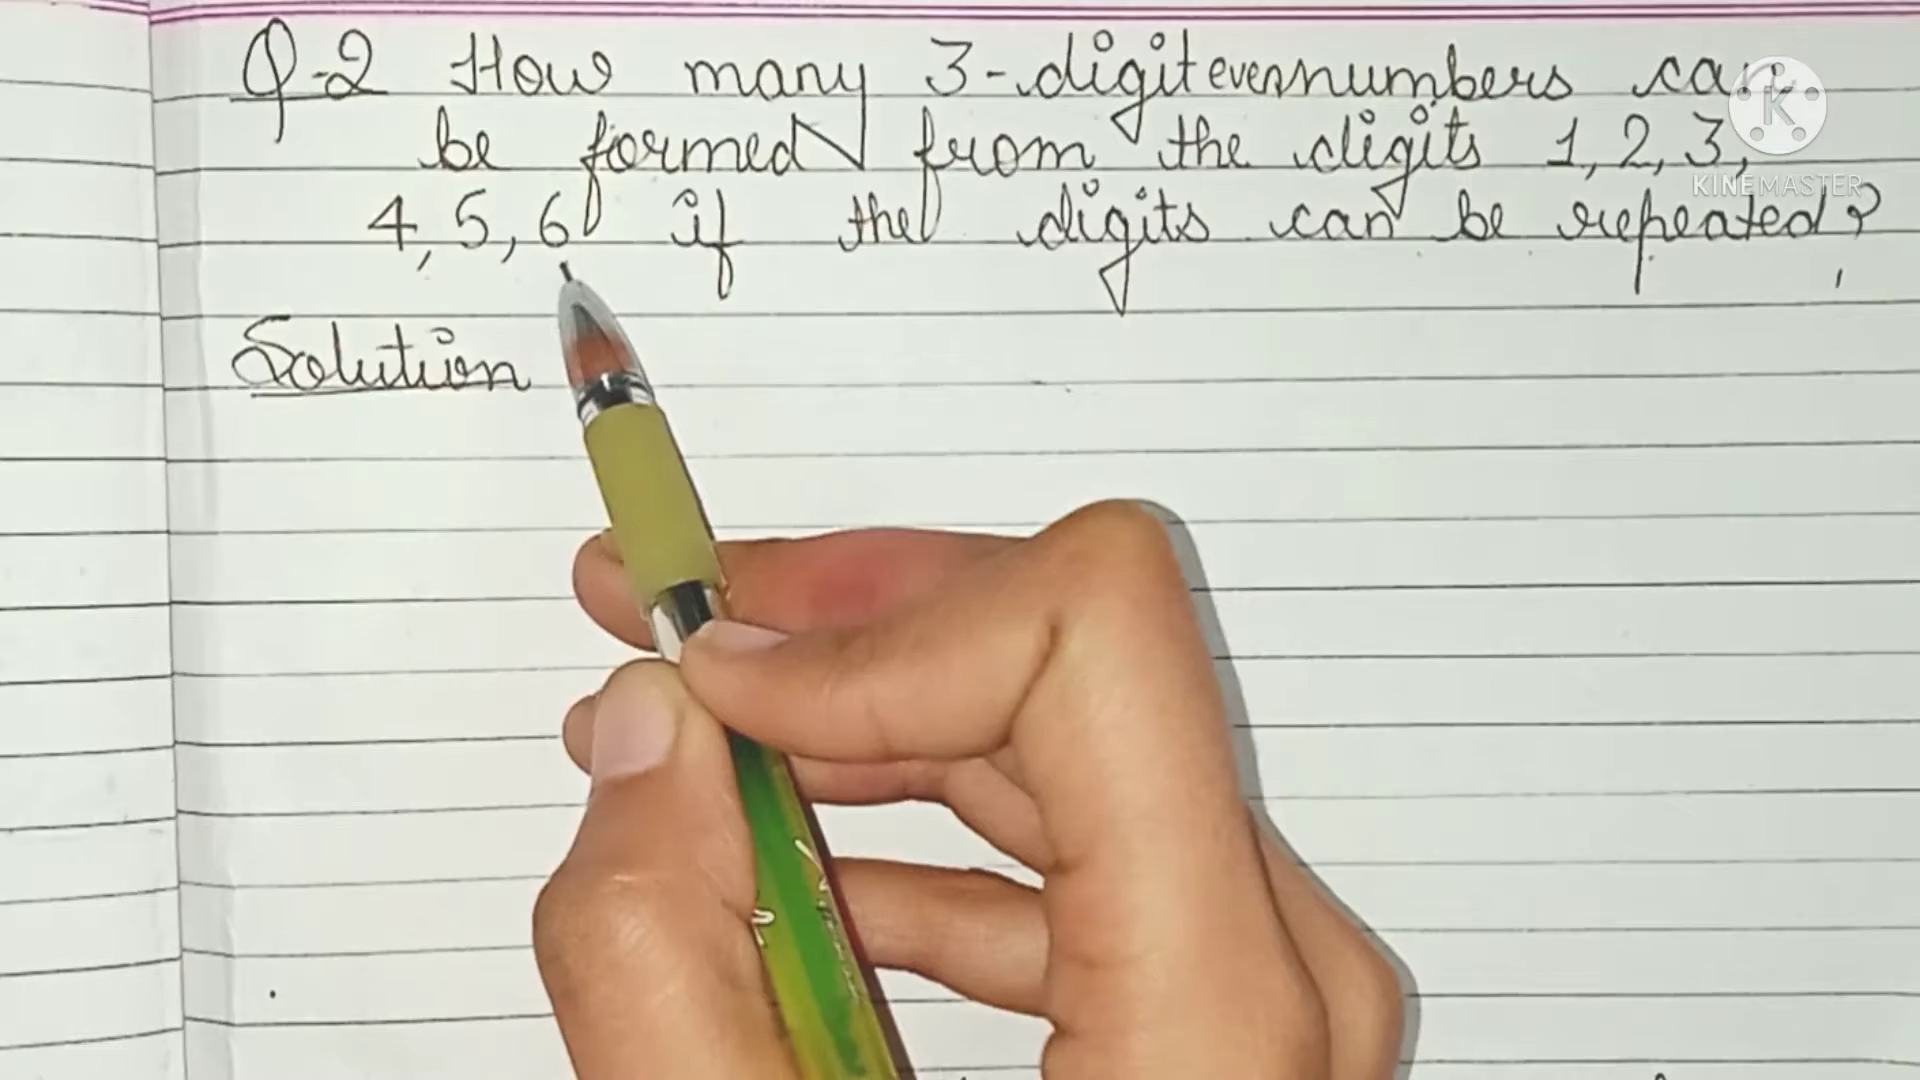 Q-2 How many 3-digit even numbers can
be formed from the digits 1, 2, 3,
4, 5, 6 if the digits can be repeated?
Solution
K
KINEMASTER